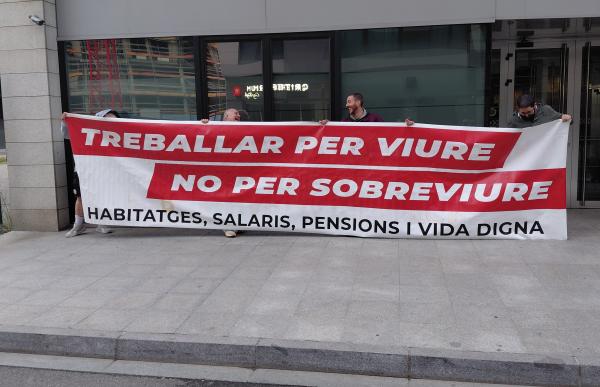 TREBALLAR PER VIURE
NO PER SOBREVIURE
HABITATGES, SALARIS, PENSIONS I VIDA DIGNA